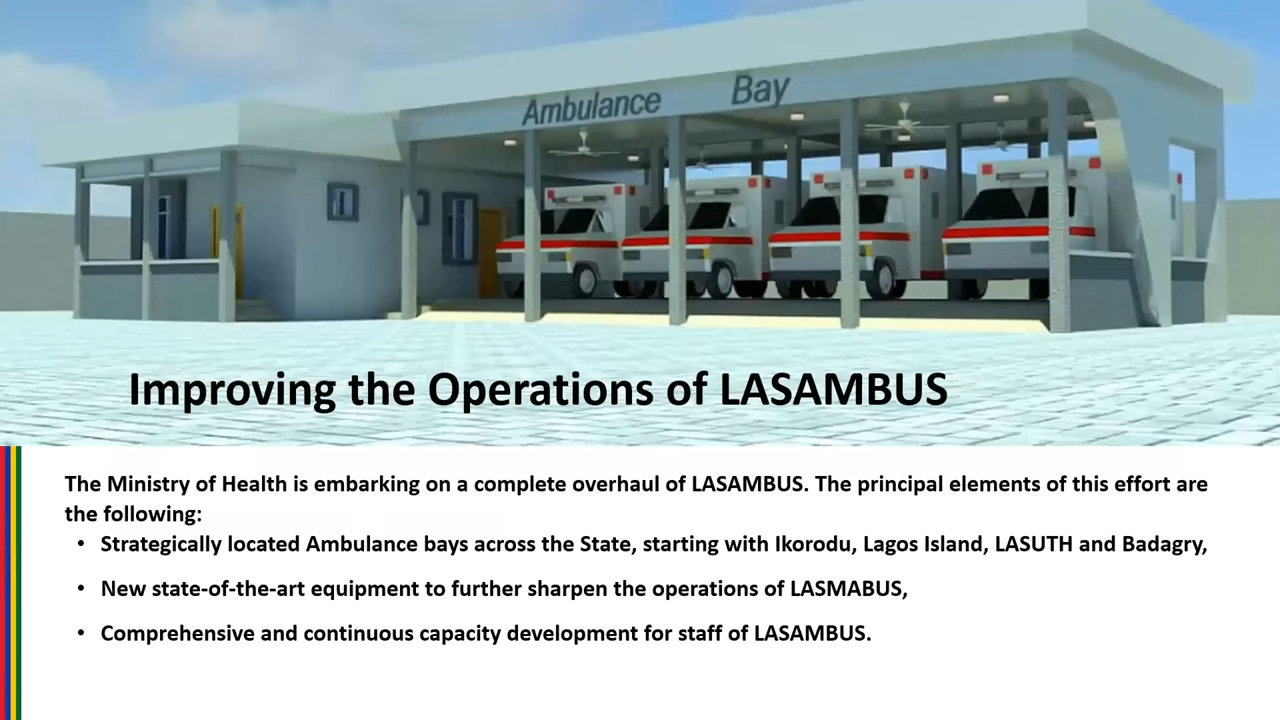 Ambulance Bay
Improving the Operations of LASAMBUS
The Ministry of Health is embarking on a complete overhaul of LASAMBUS. The principal elements of this effort are
the following:
• Strategically located Ambulance bays across the State, starting with Ikorodu, Lagos Island, LASUTH and Badagry,
• New state-of-the-art equipment to further sharpen the operations of LASMABUS,
• Comprehensive and continuous capacity development for staff of LASAMBUS.